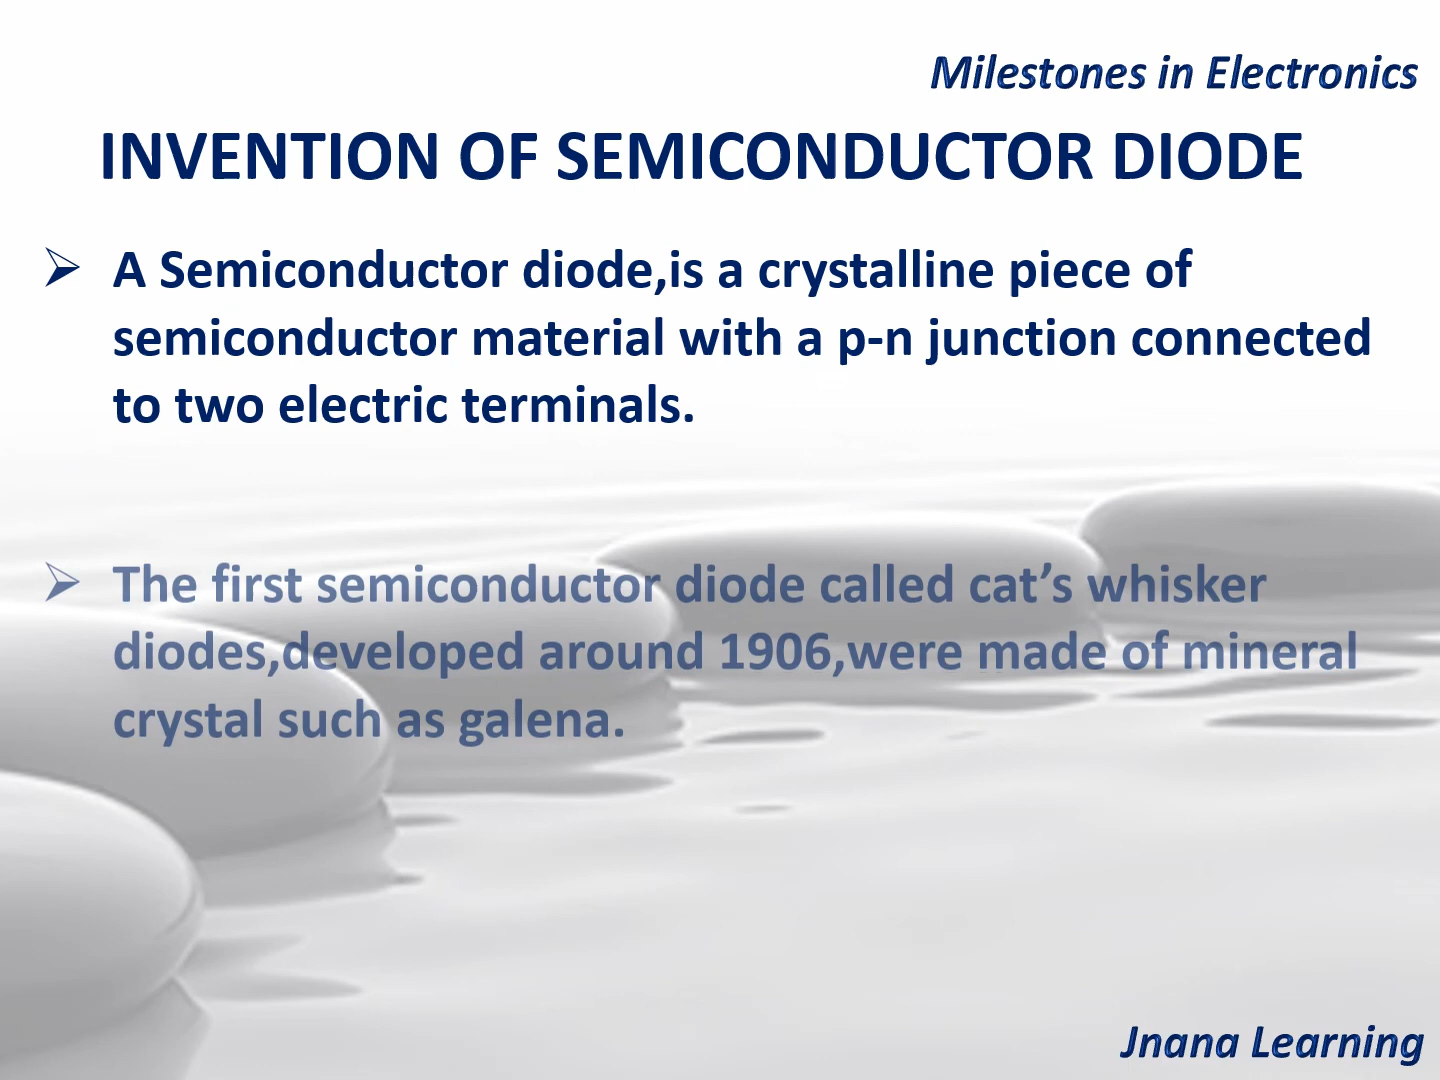 Milestones in Electronics
INVENTION OF SEMICONDUCTOR DIODE
➢ A Semiconductor diode,is a crystalline piece of
semiconductor material with a p-n junction connected
to two electric terminals.
➢ The first semiconductor diode called cat’s whisker
diodes,developed around 1906,were made of mineral
crystal such as galena.
Jnana Learning